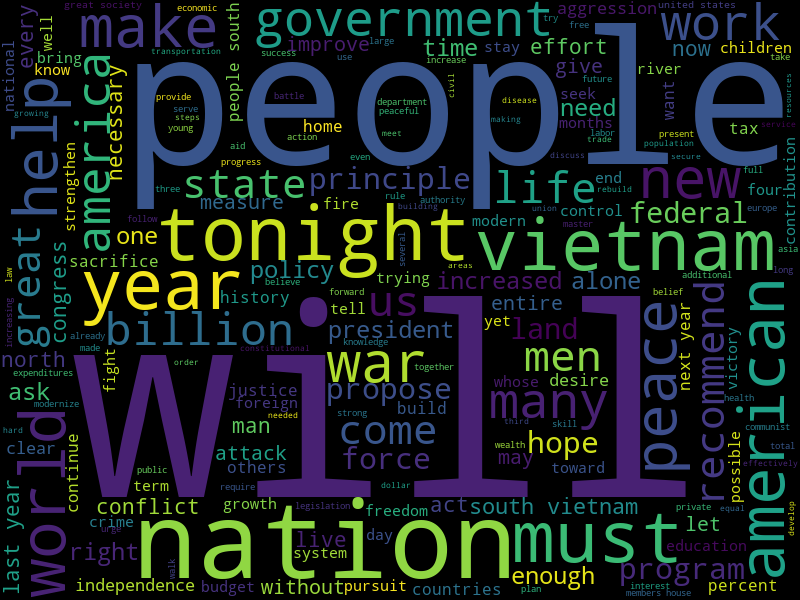 great society
economic
aggression
united states
try
every
well
make
government
work
national
bring
transportation
success
large
free
improve
time
stay
effort
now
children
know
people
use
increase
take
america
people south
give
river
future
help
necessary
provide
battle
department
peaceful
civil
disease
seek
want
need
resources
growing
serve
steps
young
home
action
meet
making
months
labor
trade
present
tax
service
strengthen
aid
progress
even
discuss
population
secure
contribution
state
principle
life
end
rebuild
new
full
three
measure
fire
rule
authority
union
control
four
federal
europe
great
follow
one
tonight
building
modern
vietnam
master
asia
sacrifice
several
congress
law
year
policy
trying
areas
increased
alone
belief
additional
long
believe
history
forward
tell
us
entire
increasing
billion
already
president
yet
land
next year
recommend
american
north
made
order
knowledge
constitutional
together
war
men
peace
victory
expenditures
fight
whose
desire
ask
modernize
justice
foreign
propose
build
many
health
world
man
needed
strong
come
third
skill
communist
hard
clear
attack
others
force
wealth
hope
toward
possible
total
effectively
continue
public
will
may
term
require
growth
legislation
dollar
last year
conflict
freedom
act
south vietnam
private
equal
let
develop
crime
urge
nation
day
must
right
live
education
walk
system
independence
budget
without
pursuit
plan
countries
enough
interest
members house
program
percent